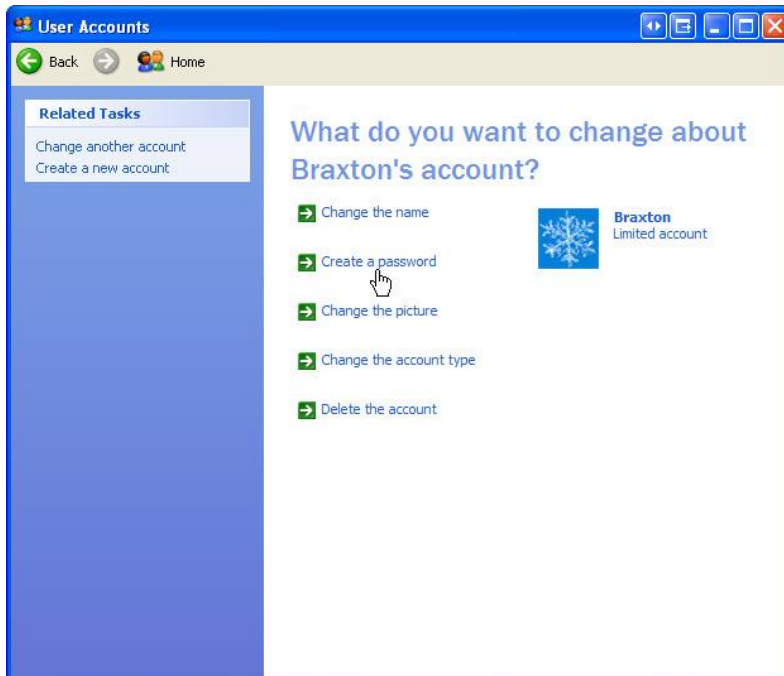 User Accounts
Back Home
Related Tasks
Change another account
Create a new account
What do you want to change about
Braxton's account?
Change the name
Create a password
Change the picture
Change the account type
Delete the account
Braxton
Limited account